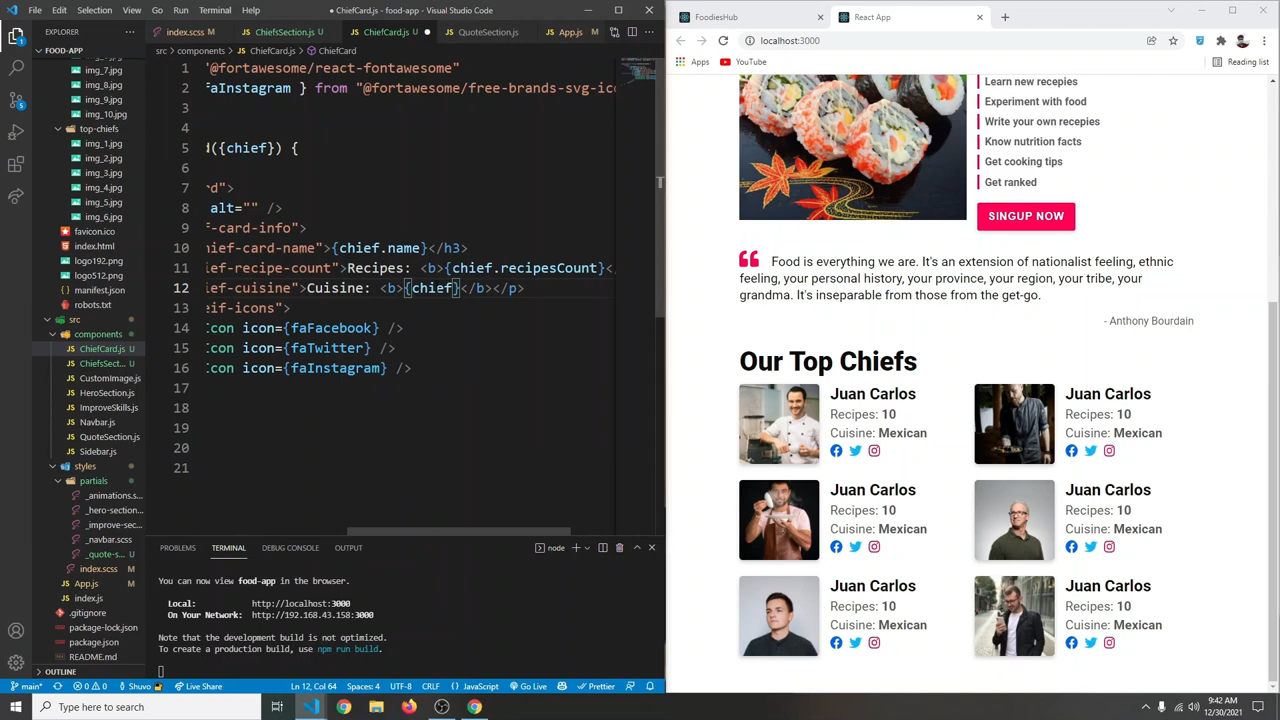 File Edit Selection View Go Run Terminal Help
● ChiefCard.js - food-app - Visual Studio Code
EXPLORER
index.scss M
ChiefsSection.js U
ChiefCard.js U ●
QuoteSection.js
App.js M
FOOD-APP
src > components > ChiefCard.js > ChiefCard
img_7.jpg
img_8.jpg
img_9.jpg
img_10.jpg
top-chiefs
img_1.jpg
img_2.jpg
img_3.jpg
img_4.jpg
img_5.jpg
img_6.jpg
favicon.ico
index.html
logo192.png
logo512.png
manifest.json
robots.txt
src
components
ChiefCard.js U
ChiefsSect... U
CustomImage.js
HeroSection.js
ImproveSkills.js
Navbar.js
QuoteSection.js
Sidebar.js
styles
partials
_animations.s...
_hero-section...
_improve-sec...
_navbar.scss
_quote-s... U
index.scss M
App.js M
index.js
.gitignore
package-lock.json
package.json
README.md
OUTLINE
1 '@fortawesome/react-fontawesome"
2 faInstagram } from "@fortawesome/free-brands-svg-ico
4
5 d({chief}) {
6
7 rd">
8 alt=""
9 f-card-info">
10 hief-card-name">{chief.name}</h3>
11 ief-recipe-count">Recipes: <b>{chief.recipesCount}</
12 ef-cuisine">Cuisine: <b>{chief}</b></p>
13 ef-icons">
14 con icon={faFacebook} />
15 con icon={faTwitter} />
16 con icon={faInstagram} />
17
18
19
20
21
PROBLEMS TERMINAL DEBUG CONSOLE OUTPUT
node
You can now view food-app in the browser.
Local: http://localhost:3000
On Your Network: http://192.168.43.158:3000
Note that the development build is not optimized.
To create a production build, use npm run build.
main* 0 0 Shuvo Live Share Ln 12, Col 64 Spaces: 4 UTF-8 CRLF JavaScript Go Live Prettier
FoodiesHub
React App
localhost:3000
Apps YouTube
Reading list
Learn new recepies
Experiment with food
Write your own recepies
Know nutrition facts
Get cooking tips
Get ranked
SINGUP NOW
Food is everything we are. It's an extension of nationalist feeling, ethnic
feeling, your personal history, your province, your region, your tribe, your
grandma. It's inseparable from those from the get-go.
- Anthony Bourdain
Our Top Chiefs
Juan Carlos
Recipes: 10
Cuisine: Mexican
Juan Carlos
Recipes: 10
Cuisine: Mexican
Juan Carlos
Recipes: 10
Cuisine: Mexican
Juan Carlos
Recipes: 10
Cuisine: Mexican
Juan Carlos
Recipes: 10
Cuisine: Mexican
Juan Carlos
Recipes: 10
Cuisine: Mexican
Type here to search
9:42 AM
12/30/2021